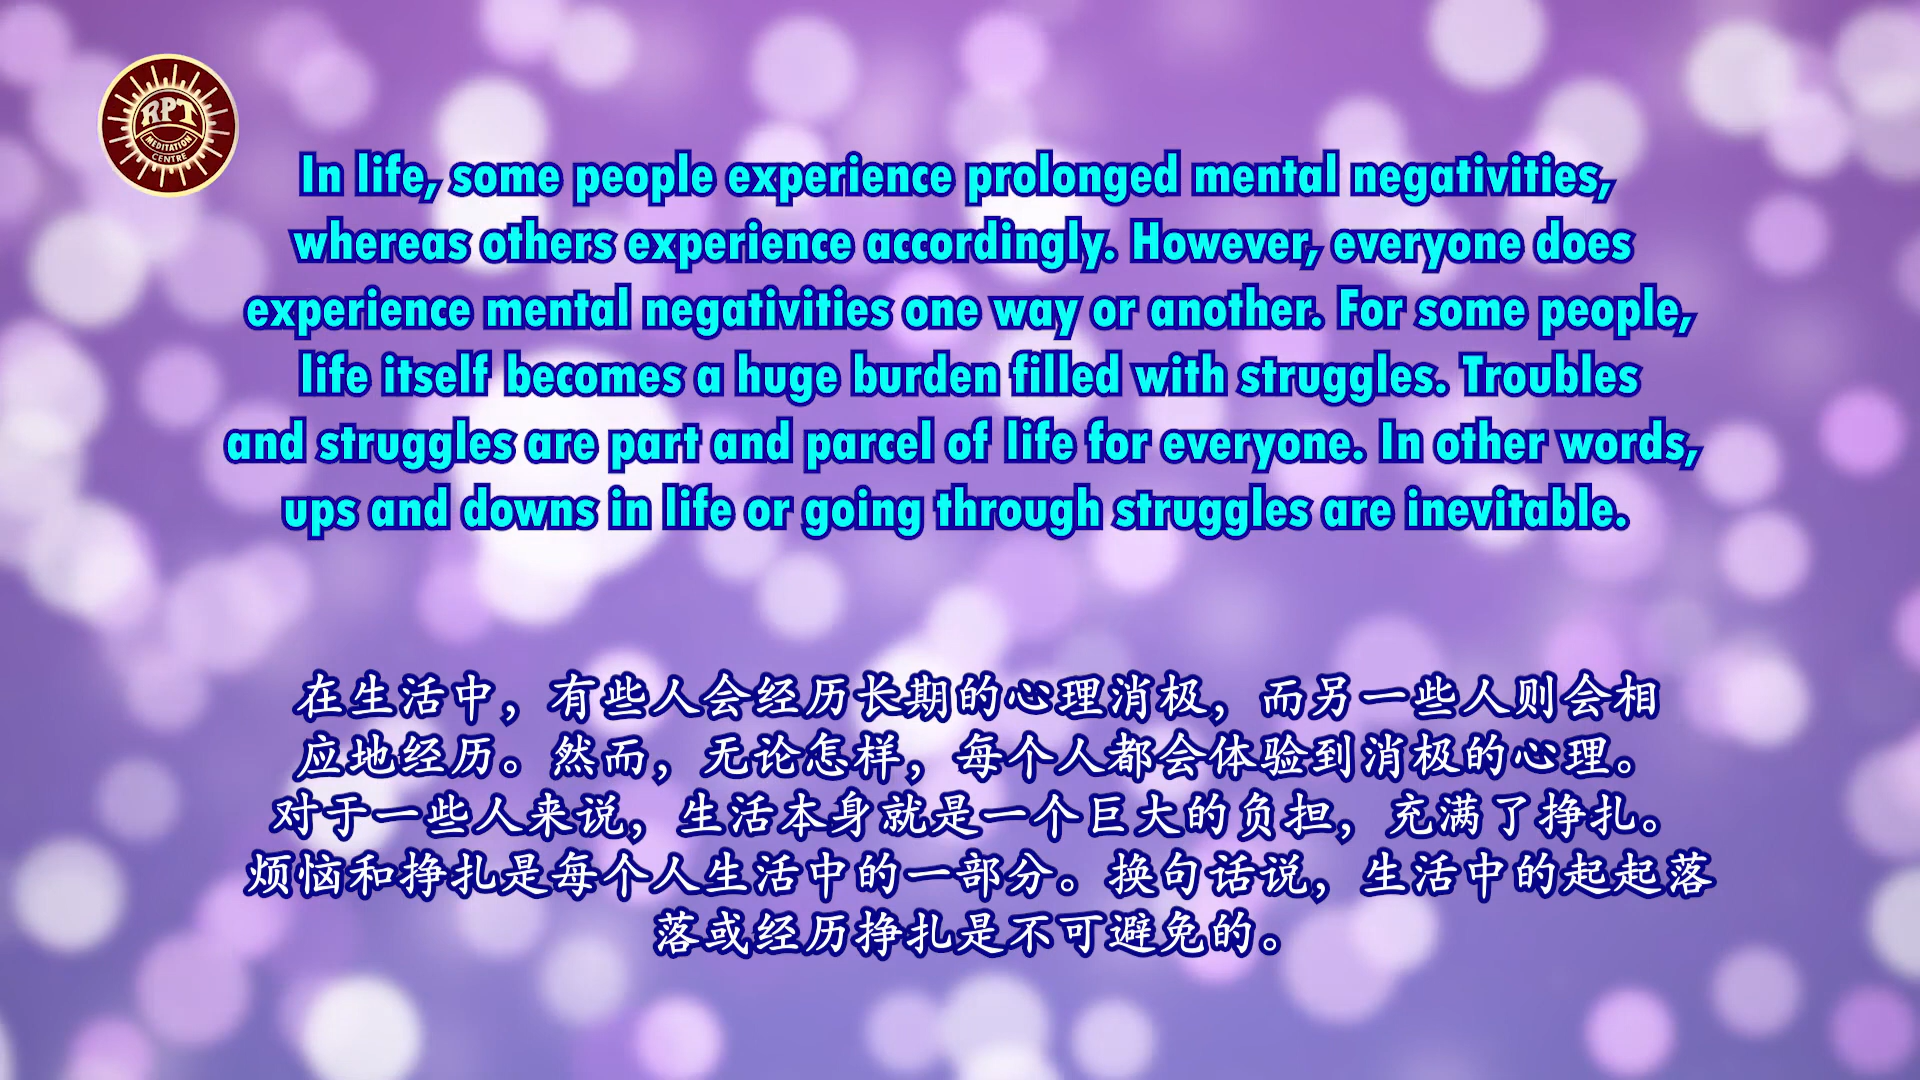 RPT
MEDITATION
CENTRE
In life, some people experience prolonged mental negativities,
whereas others experience accordingly. However, everyone does
experience mental negativities one way or another. For some people,
life itself becomes a huge burden filled with struggles. Troubles
and struggles are part and parcel of life for everyone. In other words,
ups and downs in life or going through struggles are inevitable.
在生活中，有些人会经历长期的心理消极，而另一些人则会相
应地经历。然而，无论怎样，每个人都会体验到消极的心理。
对于一些人来说，生活本身就是一个巨大的负担，充满了挣扎。
烦恼和挣扎是每个人生活中的一部分。换句话说，生活中的起起落
落或经历挣扎是不可避免的。